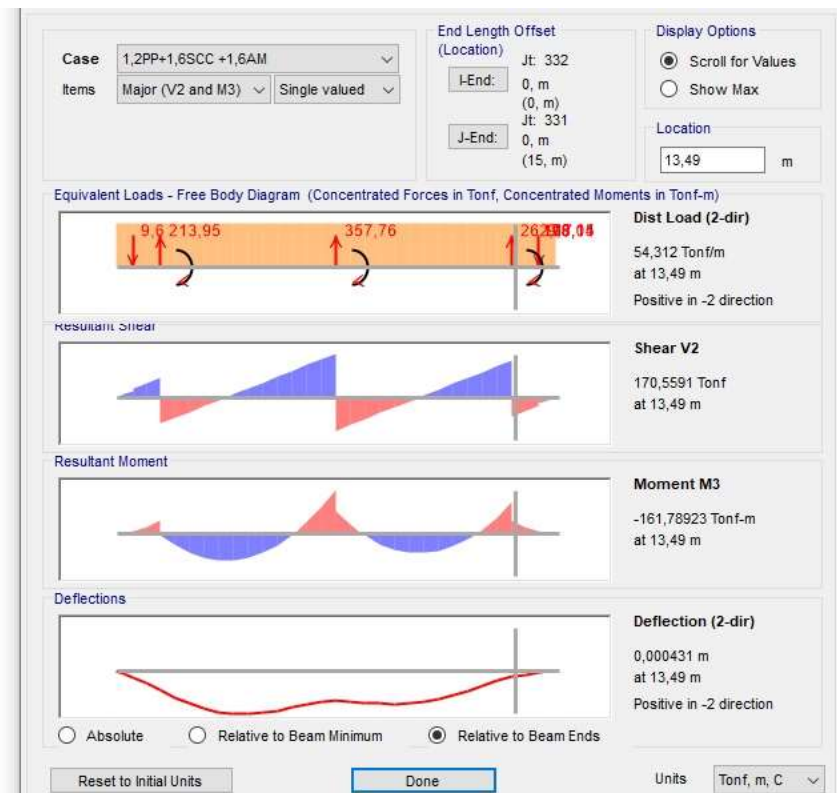 Case 1,2PP+1,6SCC +1,6AM
Items Major (V2 and M3) Single valued
End Length Offset
(Location)
I-End:
Jt: 332
0, m
(0, m)
J-End:
Jt: 331
0, m
(15, m)
Display Options
Scroll for Values
Show Max
Location
13,49 m
Equivalent Loads - Free Body Diagram (Concentrated Forces in Tonf, Concentrated Moments in Tonf-m)
9,6 213,95 357,76
Dist Load (2-dir)
54,312 Tonf/m
at 13,49 m
Positive in -2 direction
Resultant Shear
Shear V2
170,5591 Tonf
at 13,49 m
Resultant Moment
Moment M3
-161,78923 Tonf-m
at 13,49 m
Deflections
Deflection (2-dir)
0,000431 m
at 13,49 m
Positive in -2 direction
Absolute Relative to Beam Minimum Relative to Beam Ends
Reset to Initial Units Done Units Tonf, m, C